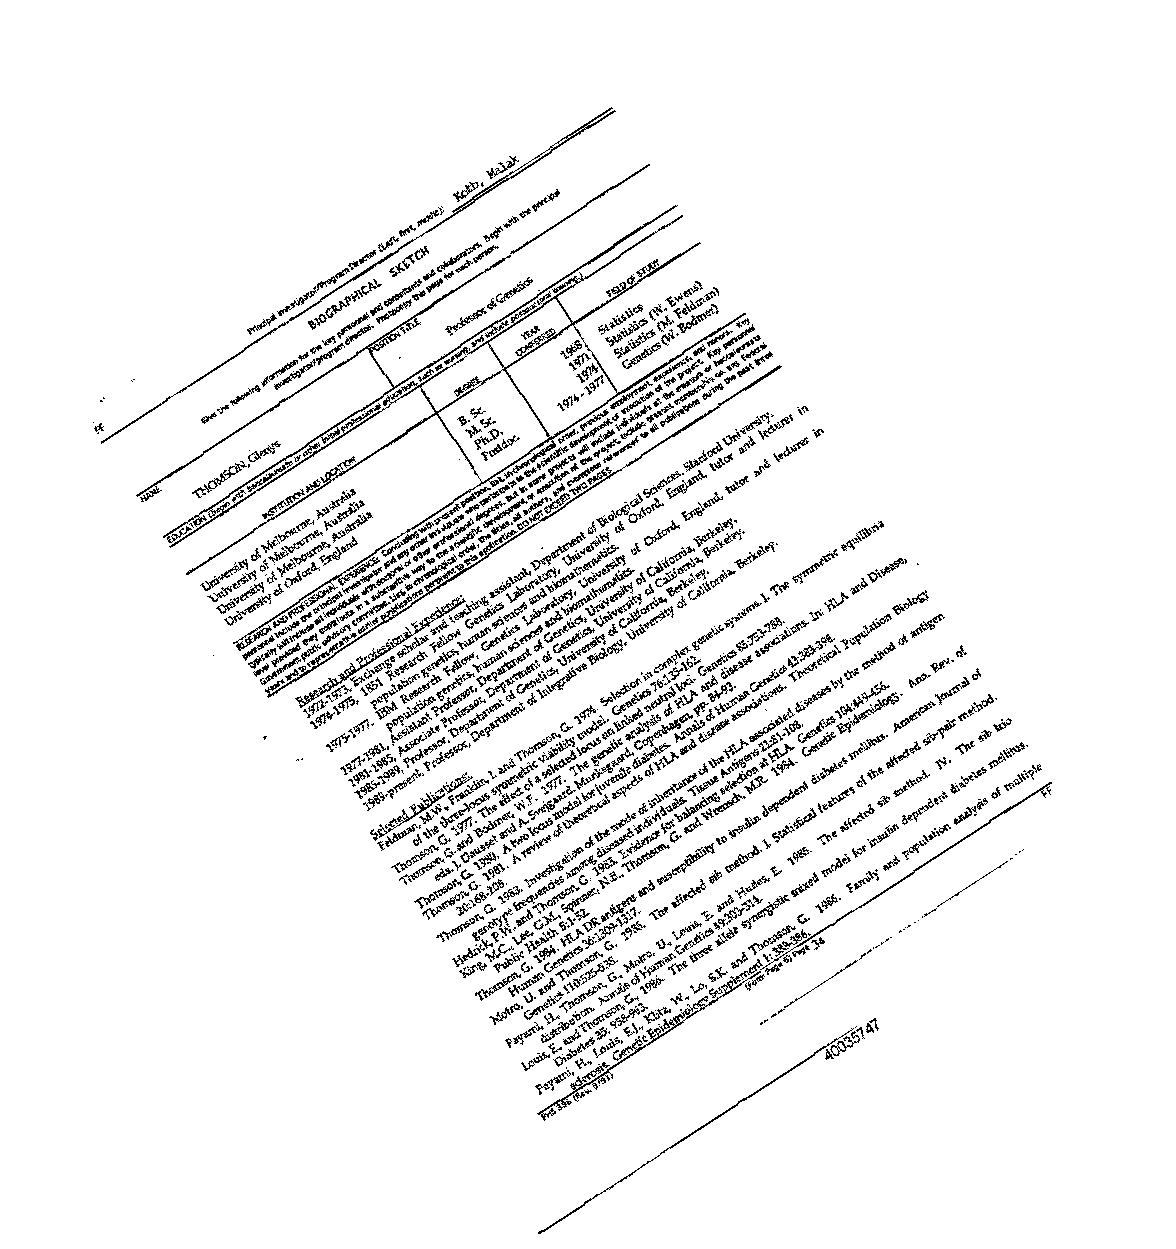 Principal Investigator/Program Director (Last, first, middle): Kotb, Malak
BIOGRAPHICAL SKETCH
Give the following information for the key personnel and consultants and collaborators. Begin with the principal
investigator/program director. Photocopy this page for each person.
NAME POSITION TITLE
THOMSON, Glenys Professor of Genetics
EDUCATION (Begin with baccalaureate or other initial professional education, such as nursing, and include postdoctoral training.)
INSTITUTION AND LOCATION DEGREE YEAR COMPLETED FIELD OF STUDY
University of Melbourne, Australia B. Sc. 1968 Statistics
University of Melbourne, Australia M. Sc. 1971 Statistics (W. Ewens)
University of Melbourne, Australia Ph.D. 1974 Statistics (M. Feldman)
University of Oxford, England Postdoc. 1974 - 1977 Genetics (W. Bodmer)
RESEARCH AND PROFESSIONAL EXPERIENCE: Concluding with present position, list, in chronological order, previous employment, experience, and honors. Key
personnel include the principal investigator and any other individuals who participate in the scientific development or execution of the project. Key personnel
typically will include all individuals with doctoral or other professional degrees, but in some projects will include individuals at the masters or baccalaureate
level provided they contribute in a substantive way to the scientific development or execution of the project. Include present membership on any Federal
Government public advisory committee. List, in chronological order, the titles, all authors, and complete references to all publications during the past three
years and to representative earlier publications pertinent to this application. DO NOT EXCEED TWO PAGES.
Research and Professional Experience:
1972-1973, Exchange scholar and teaching assistant, Department of Biological Sciences, Stanford University.
1974-1975, 1851 Research Fellow Genetics Laboratory, University of Oxford, England, tutor and lecturer in
Population genetics, human sciences and biomathematics.
1975-1977. IBM Research Fellow, Genetics Laboratory, University of Oxford, England, tutor and lecturer in
population genetics, human sciences and biomathematics.
1977-1981, Assistant Professor, Department of Genetics, University of California, Berkeley.
1981-1985, Associate Professor, Department of Genetics, University of California, Berkeley.
1985-1989, Professor, Department of Genetics, University of California, Berkeley.
1989-present, Professor, Department of Integrative Biology, University of California, Berkeley.
Selected Publications:
Feldman, M.W., Franklin, I. and Thomson, G. 1974. Selection in complex genetic systems. I. The symmetric equilibria
of the three-locus symmetric viability model. Genetics 76:135-162.
Thomson, G. 1977. The effect of a selected locus on linked neutral loci. Genetics 85:753-788.
Thomson, G. and Bodmer, W.F. 1977. The genetic analysis of HLA and disease associations. In: HLA and Disease,
eds. J. Dausset and A. Svejgaard. Munksgaard, Copenhagen, pp. 84-93.
Thomson, G. 1980. A two locus model for juvenile diabetes. Annals of Human Genetics 43:383-398.
Thomson, G. 1981. A review of theoretical aspects of HLA and disease associations. Theoretical Population Biology
20:168-208.
Thomson, G. 1983. Investigation of the mode of inheritance of the HLA associated diseases by the method of antigen
genotype frequencies among diseased individuals. Tissue Antigens 21:81-108.
Hedrick, P.W. and Thomson, G. 1983. Evidence for balancing selection at HLA. Genetics 104:449-456.
King, M.C., Lee, G.M., Spinner, N.B., Thomson, G. and Wrensch, M.R. 1984. Genetic Epidemiology. Ann. Rev. of
Public Health 5:1-52.
Thomson, G. 1984. HLA DR antigens and susceptibility to insulin dependent diabetes mellitus. American Journal of
Human Genetics 36:1309-1317.
Motro, U. and Thomson, G. 1985. The affected sib method. I. Statistical features of the affected sib-pair method.
Genetics 110:525-538.
Payami, H., Thomson, G., Motro, U., Louis, E. and Hudes, E. 1985. The affected sib method. IV. The sib trio
distribution. Annals of Human Genetics 49:303-314.
Louis, E. and Thomson, G. 1986. The three allele synergistic mixed model for insulin dependent diabetes mellitus.
Diabetes 35: 958-963.
Payami, H., Louis, E.J., Klitz, W., Lo, S.K. and Thomson, G. 1986. Family and population analysis of multiple
sclerosis. Genetic Epidemiology Supplement 1: 380-386.
PHS 398 (Rev. 9/91) (Form Page 6) Page 34 FF
40035747